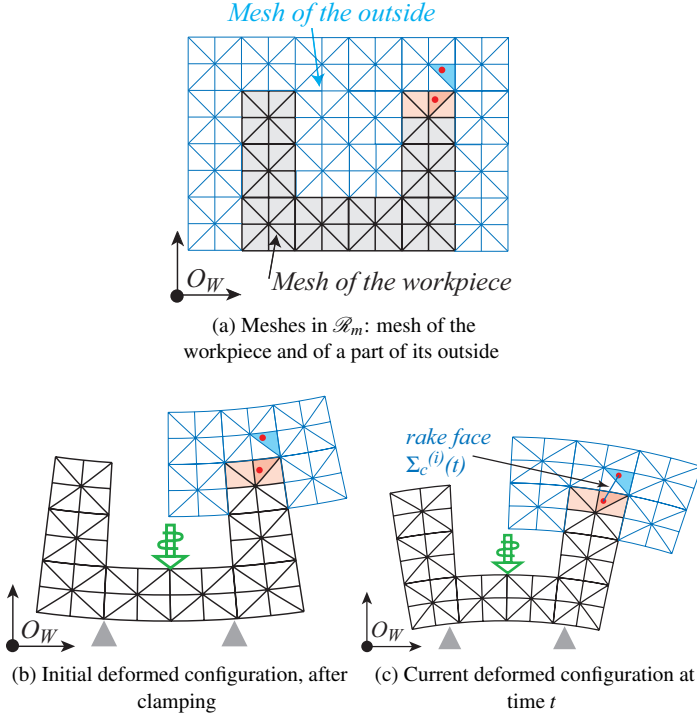 Mesh of the outside
O_W
Mesh of the workpiece
(a) Meshes in ℛ_m: mesh of the
workpiece and of a part of its outside
rake face
Σ_c^(i)(t)
O_W
O_W
(b) Initial deformed configuration, after
clamping
(c) Current deformed configuration at
time t